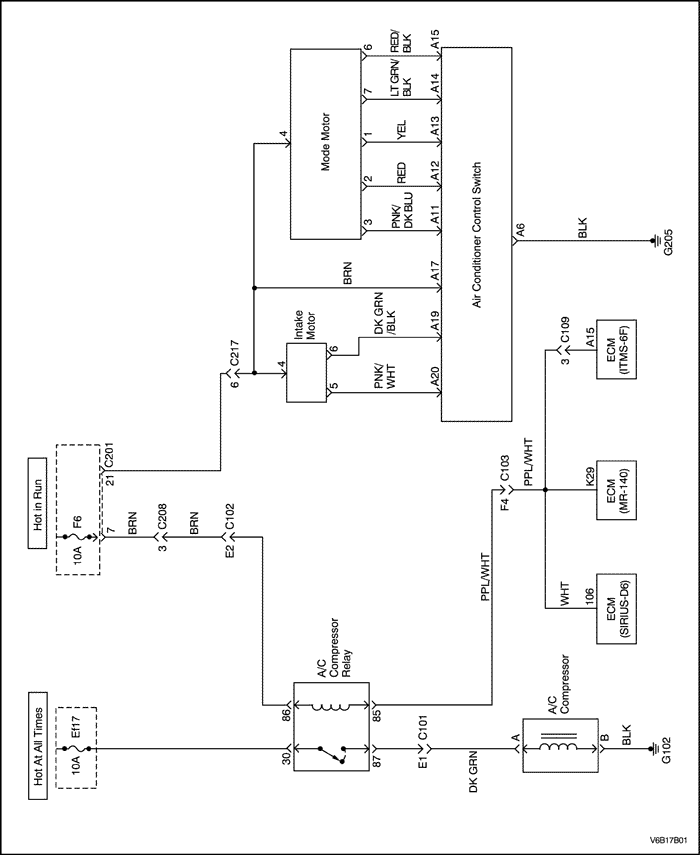 Hot At All Times
Ef17
10A
Hot in Run
F6
10A
7
21
C201
BRN
3
C208
BRN
E2
C102
6
C217
4
Intake
Motor
5
6
PNK/
WHT
DK GRN
/BLK
BRN
4
Mode Motor
3
2
1
7
6
PNK/
DK BLU
RED
YEL
LT GRN/
BLK
RED/
BLK
A20
A19
A17
A11
A12
A13
A14
A15
Air Conditioner Control Switch
A6
BLK
G205
30
86
A/C
Compressor
Relay
87
85
E1
C101
DK GRN
A
A/C
Compressor
B
BLK
G102
PPL/WHT
F4
C103
PPL/WHT
WHT
106
ECM
(SIRIUS-D6)
K29
ECM
(MR-140)
3
C109
A15
ECM
(ITMS-6F)
V6B17B01